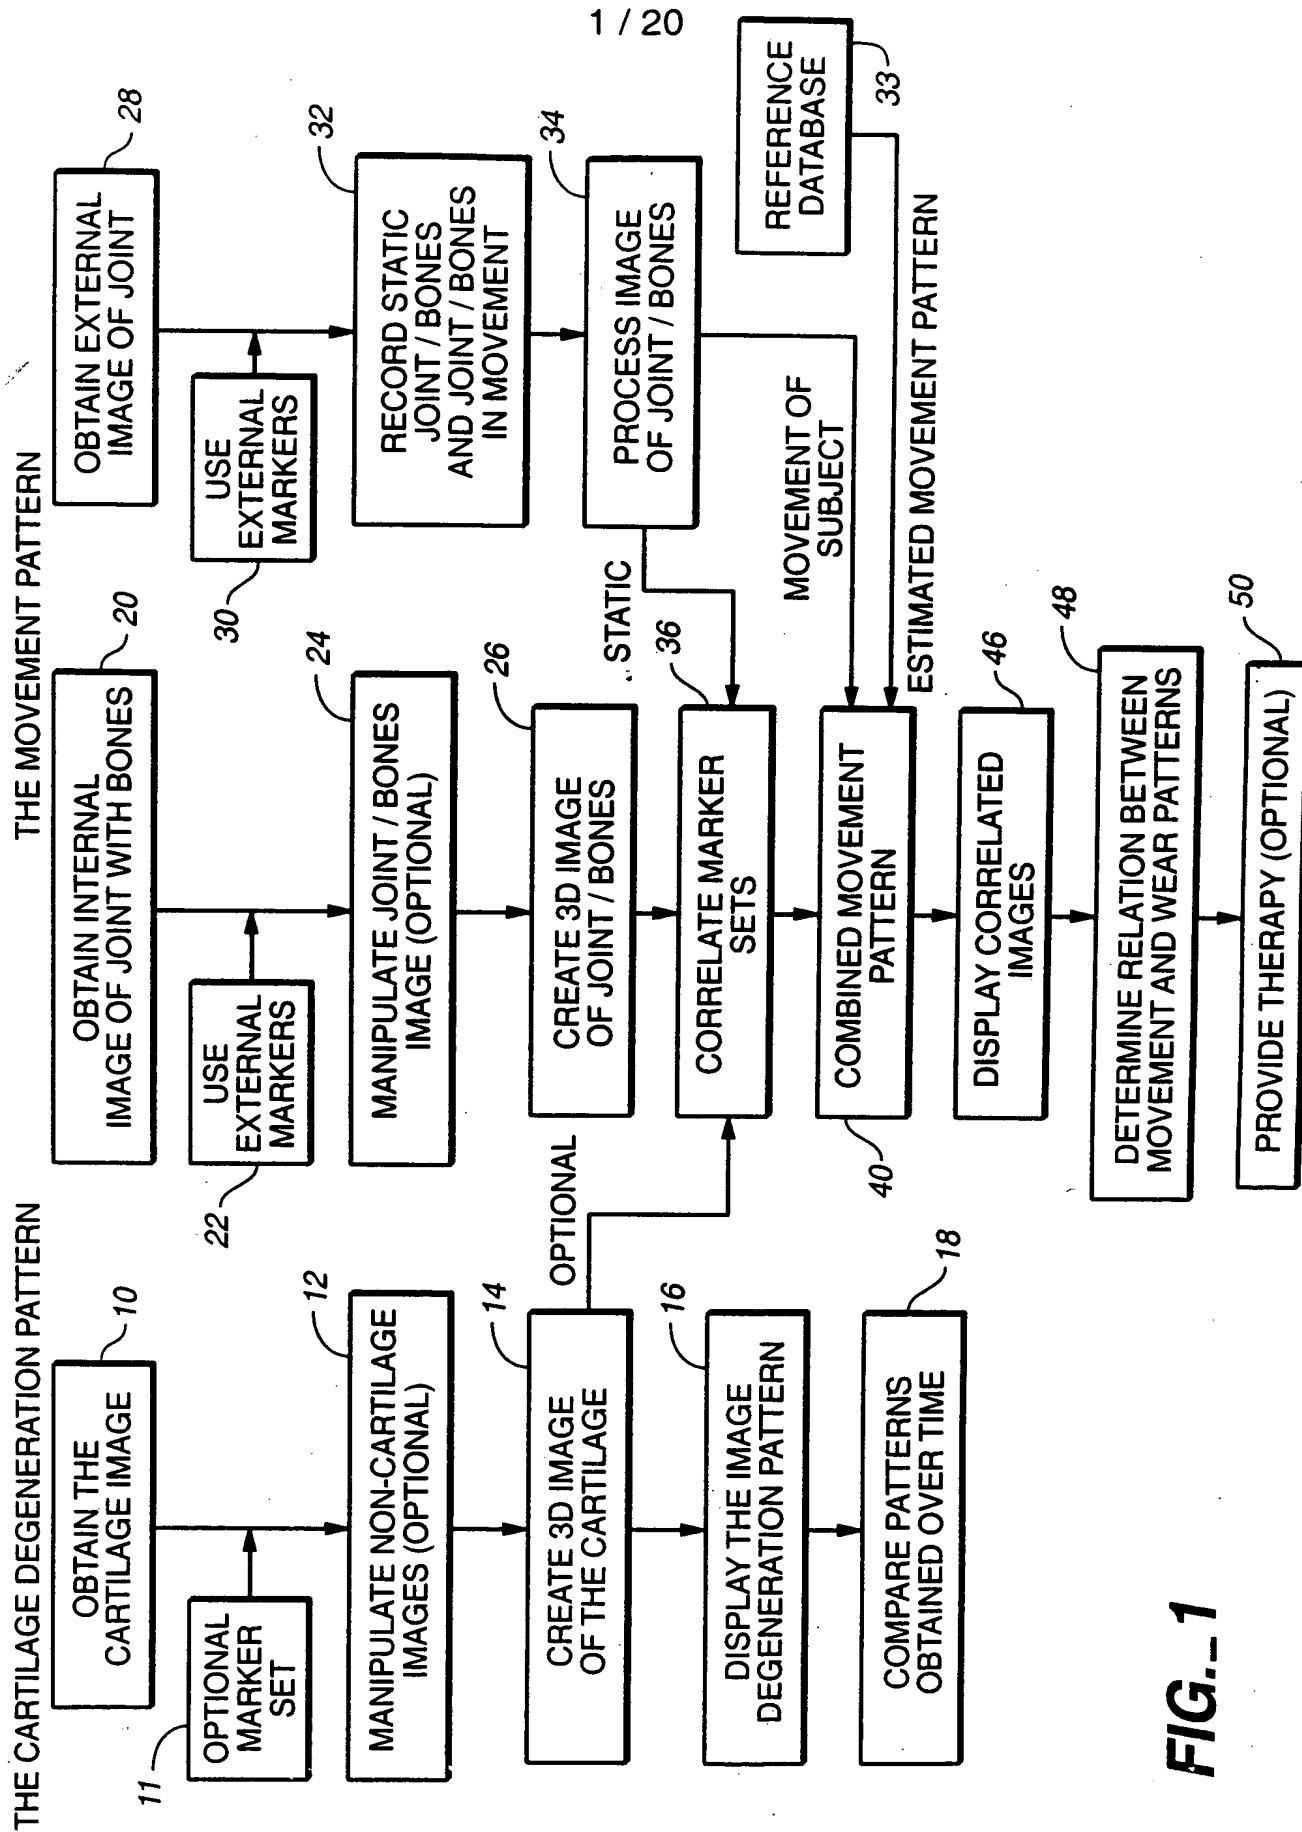 1 / 20
THE CARTILAGE DEGENERATION PATTERN
10
OBTAIN THE
CARTILAGE IMAGE
11
OPTIONAL
MARKER
SET
12
MANIPULATE NON-CARTILAGE
IMAGES (OPTIONAL)
14
CREATE 3D IMAGE
OF THE CARTILAGE
OPTIONAL
16
DISPLAY THE IMAGE
DEGENERATION PATTERN
18
COMPARE PATTERNS
OBTAINED OVER TIME
THE MOVEMENT PATTERN
20
OBTAIN INTERNAL
IMAGE OF JOINT WITH BONES
22
USE
EXTERNAL
MARKERS
24
MANIPULATE JOINT / BONES
IMAGE (OPTIONAL)
26
CREATE 3D IMAGE
OF JOINT / BONES
36
CORRELATE MARKER
SETS
40
COMBINED MOVEMENT
PATTERN
46
DISPLAY CORRELATED
IMAGES
48
DETERMINE RELATION BETWEEN
MOVEMENT AND WEAR PATTERNS
50
PROVIDE THERAPY (OPTIONAL)
28
OBTAIN EXTERNAL
IMAGE OF JOINT
30
USE
EXTERNAL
MARKERS
32
RECORD STATIC
JOINT / BONES
AND JOINT / BONES
IN MOVEMENT
34
PROCESS IMAGE
OF JOINT / BONES
STATIC
MOVEMENT OF
SUBJECT
33
REFERENCE
DATABASE
ESTIMATED MOVEMENT PATTERN
FIG._1